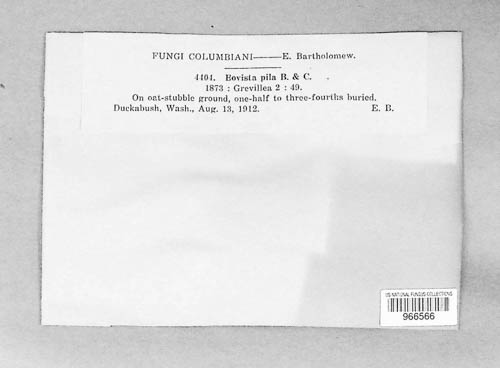 FUNGI COLUMBIANI——E. Bartholomew.
4404. Bovista pila B. & C.
1873 : Grevillea 2 : 49.
On oat-stubble ground, one-half to three-fourths buried.
Duckabush, Wash., Aug. 13, 1912. E. B.
US NATIONAL FUNGUS COLLECTIONS
966566